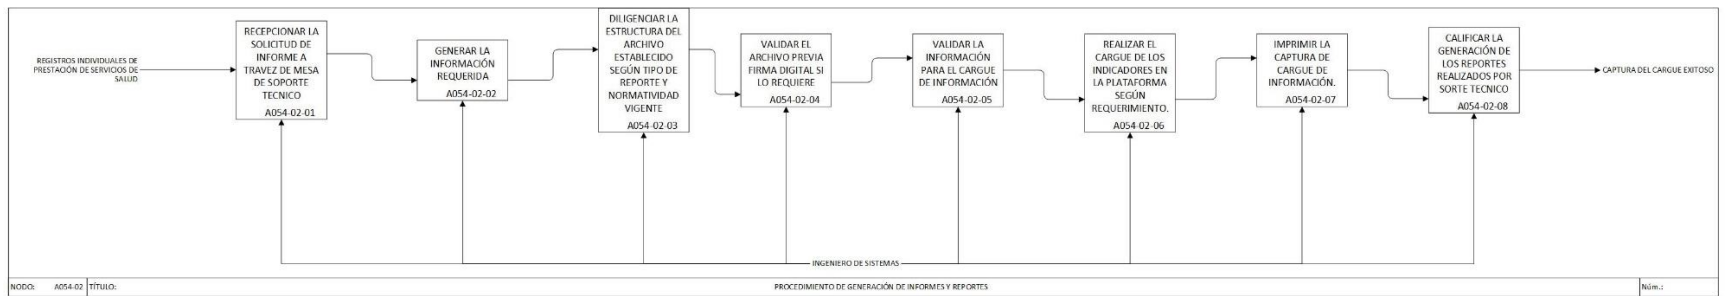 REGISTROS INDIVIDUALES DE
PRESTACIÓN DE SERVICIOS DE
SALUD
RECEPCIONAR LA
SOLICITUD DE
INFORME A
TRAVEZ DE MESA
DE SOPORTE
TECNICO
A054-02-01
GENERAR LA
INFORMACIÓN
REQUERIDA
A054-02-02
DILIGENCIAR LA
ESTRUCTURA DEL
ARCHIVO
ESTABLECIDO
SEGÚN TIPO DE
REPORTE Y
NORMATIVIDAD
VIGENTE
A054-02-03
VALIDAR EL
ARCHIVO PREVIA
FIRMA DIGITAL SI
LO REQUIERE
A054-02-04
VALIDAR LA
INFORMACIÓN
PARA EL CARGUE
DE INFORMACIÓN
A054-02-05
REALIZAR EL
CARGUE DE LOS
INDICADORES EN
LA PLATAFORMA
SEGÚN
REQUERIMIENTO.
A054-02-06
IMPRIMIR LA
CAPTURA DE
CARGUE DE
INFORMACIÓN.
A054-02-07
CALIFICAR LA
GENERACIÓN DE
LOS REPORTES
REALIZADOS POR
SORTE TECNICO
A054-02-08
CAPTURA DEL CARGUE EXITOSO
INGENIERO DE SISTEMAS
NODO: A054-02 TÍTULO: PROCEDIMIENTO DE GENERACIÓN DE INFORMES Y REPORTES Núm.: